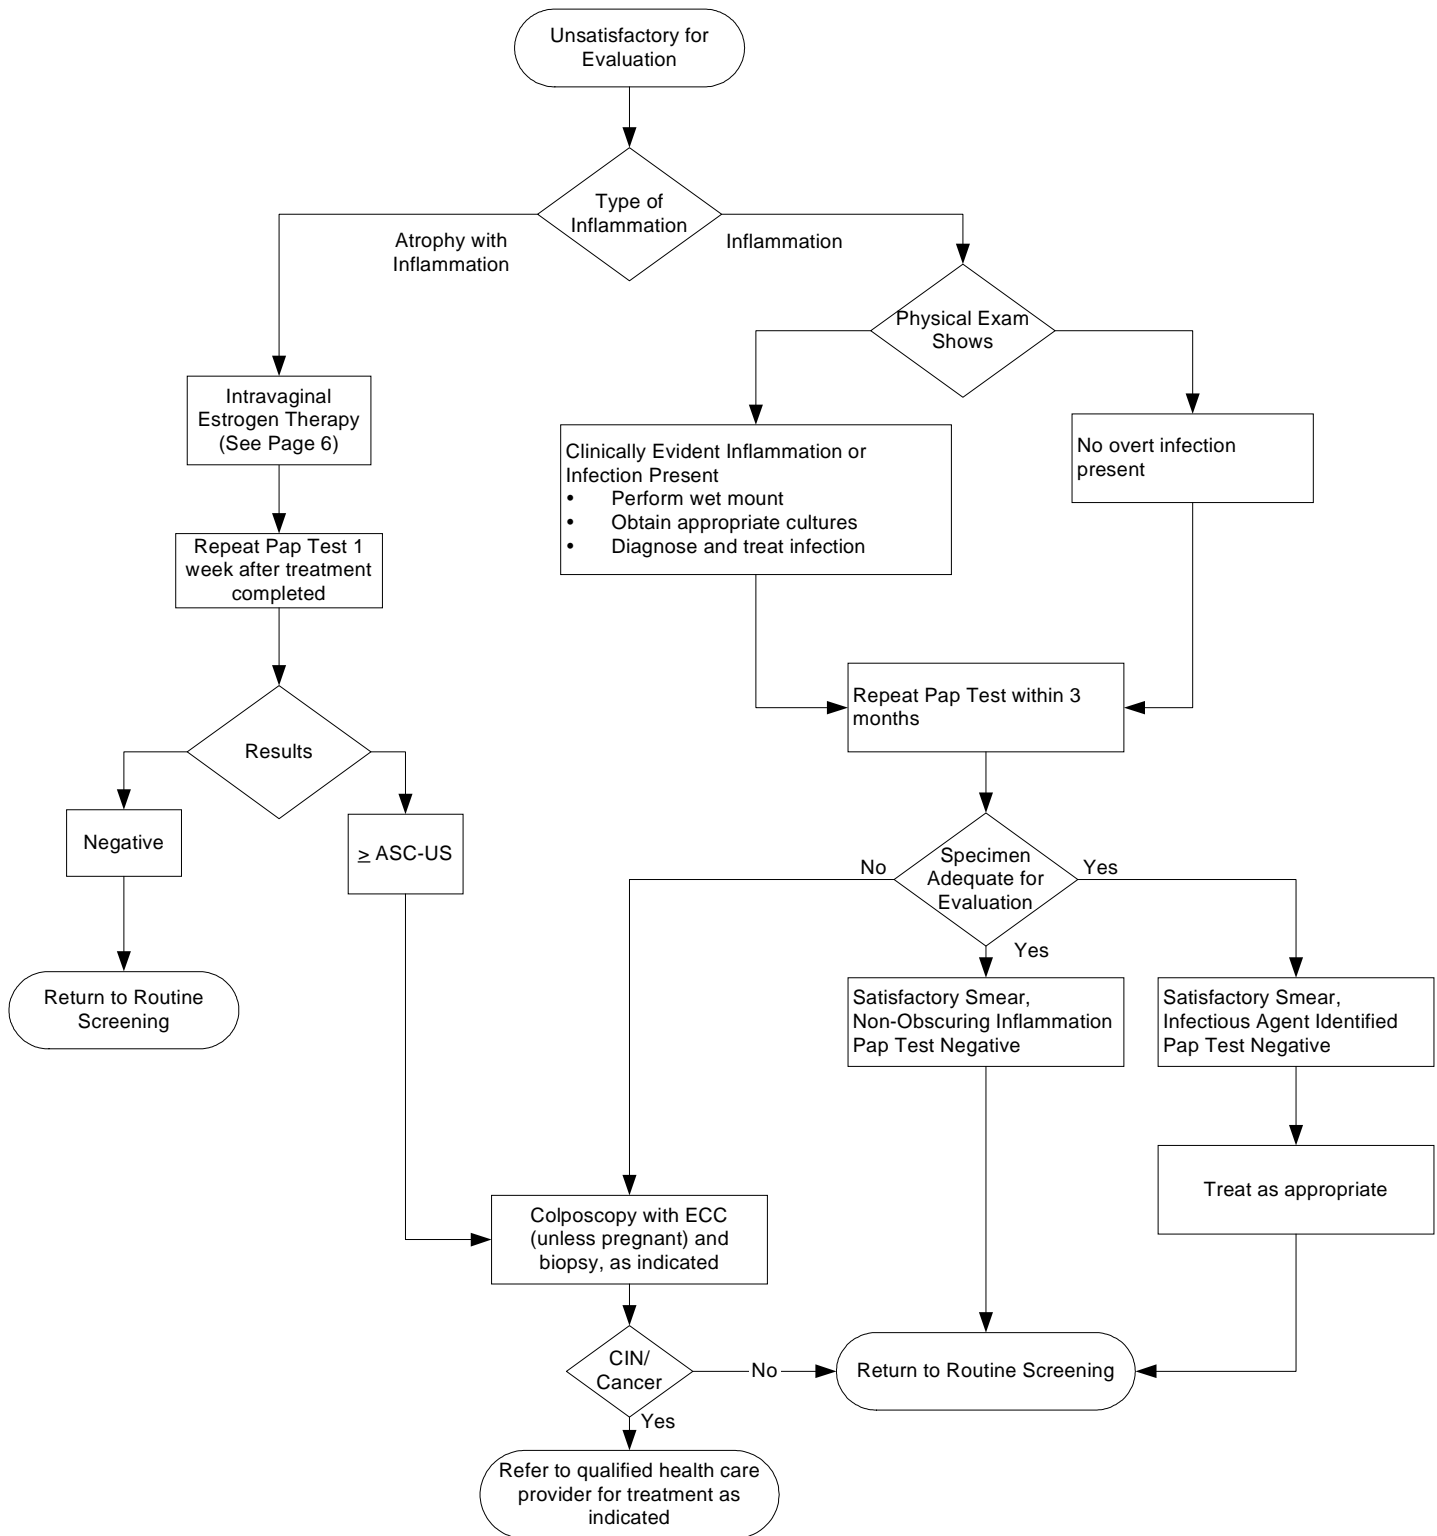 Unsatisfactory for
Evaluation
Type of
Inflammation
Atrophy with
Inflammation
Inflammation
Physical Exam
Shows
Intravaginal
Estrogen Therapy
(See Page 6)
Clinically Evident Inflammation or
Infection Present
• Perform wet mount
• Obtain appropriate cultures
• Diagnose and treat infection
No overt infection
present
Repeat Pap Test 1
week after treatment
completed
Repeat Pap Test within 3
months
Results
Negative
≥ ASC-US
No
Specimen
Adequate for
Evaluation
Yes
Yes
Return to Routine
Screening
Satisfactory Smear,
Non-Obscuring Inflammation
Pap Test Negative
Satisfactory Smear,
Infectious Agent Identified
Pap Test Negative
Treat as appropriate
Colposcopy with ECC
(unless pregnant) and
biopsy, as indicated
CIN/
Cancer
No
Return to Routine Screening
Yes
Refer to qualified health care
provider for treatment as
indicated